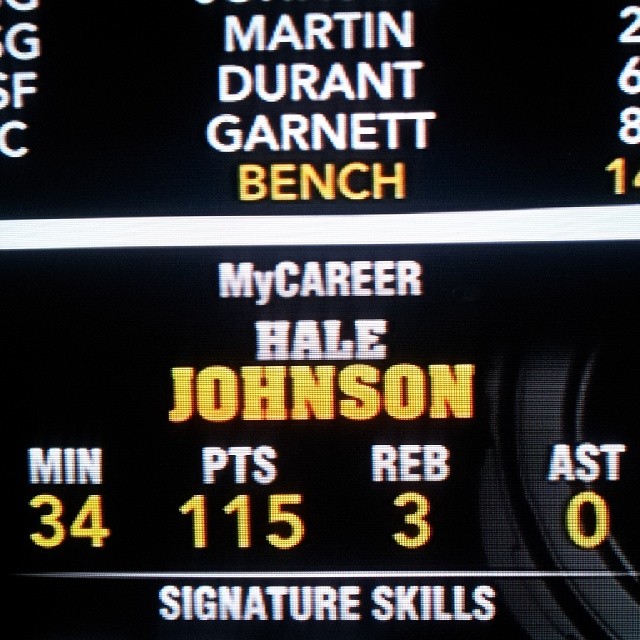 SG MARTIN 2
SF DURANT 6
C GARNETT 8
BENCH 14
MyCAREER
HALE
JOHNSON
MIN PTS REB AST
34 115 3 0
SIGNATURE SKILLS